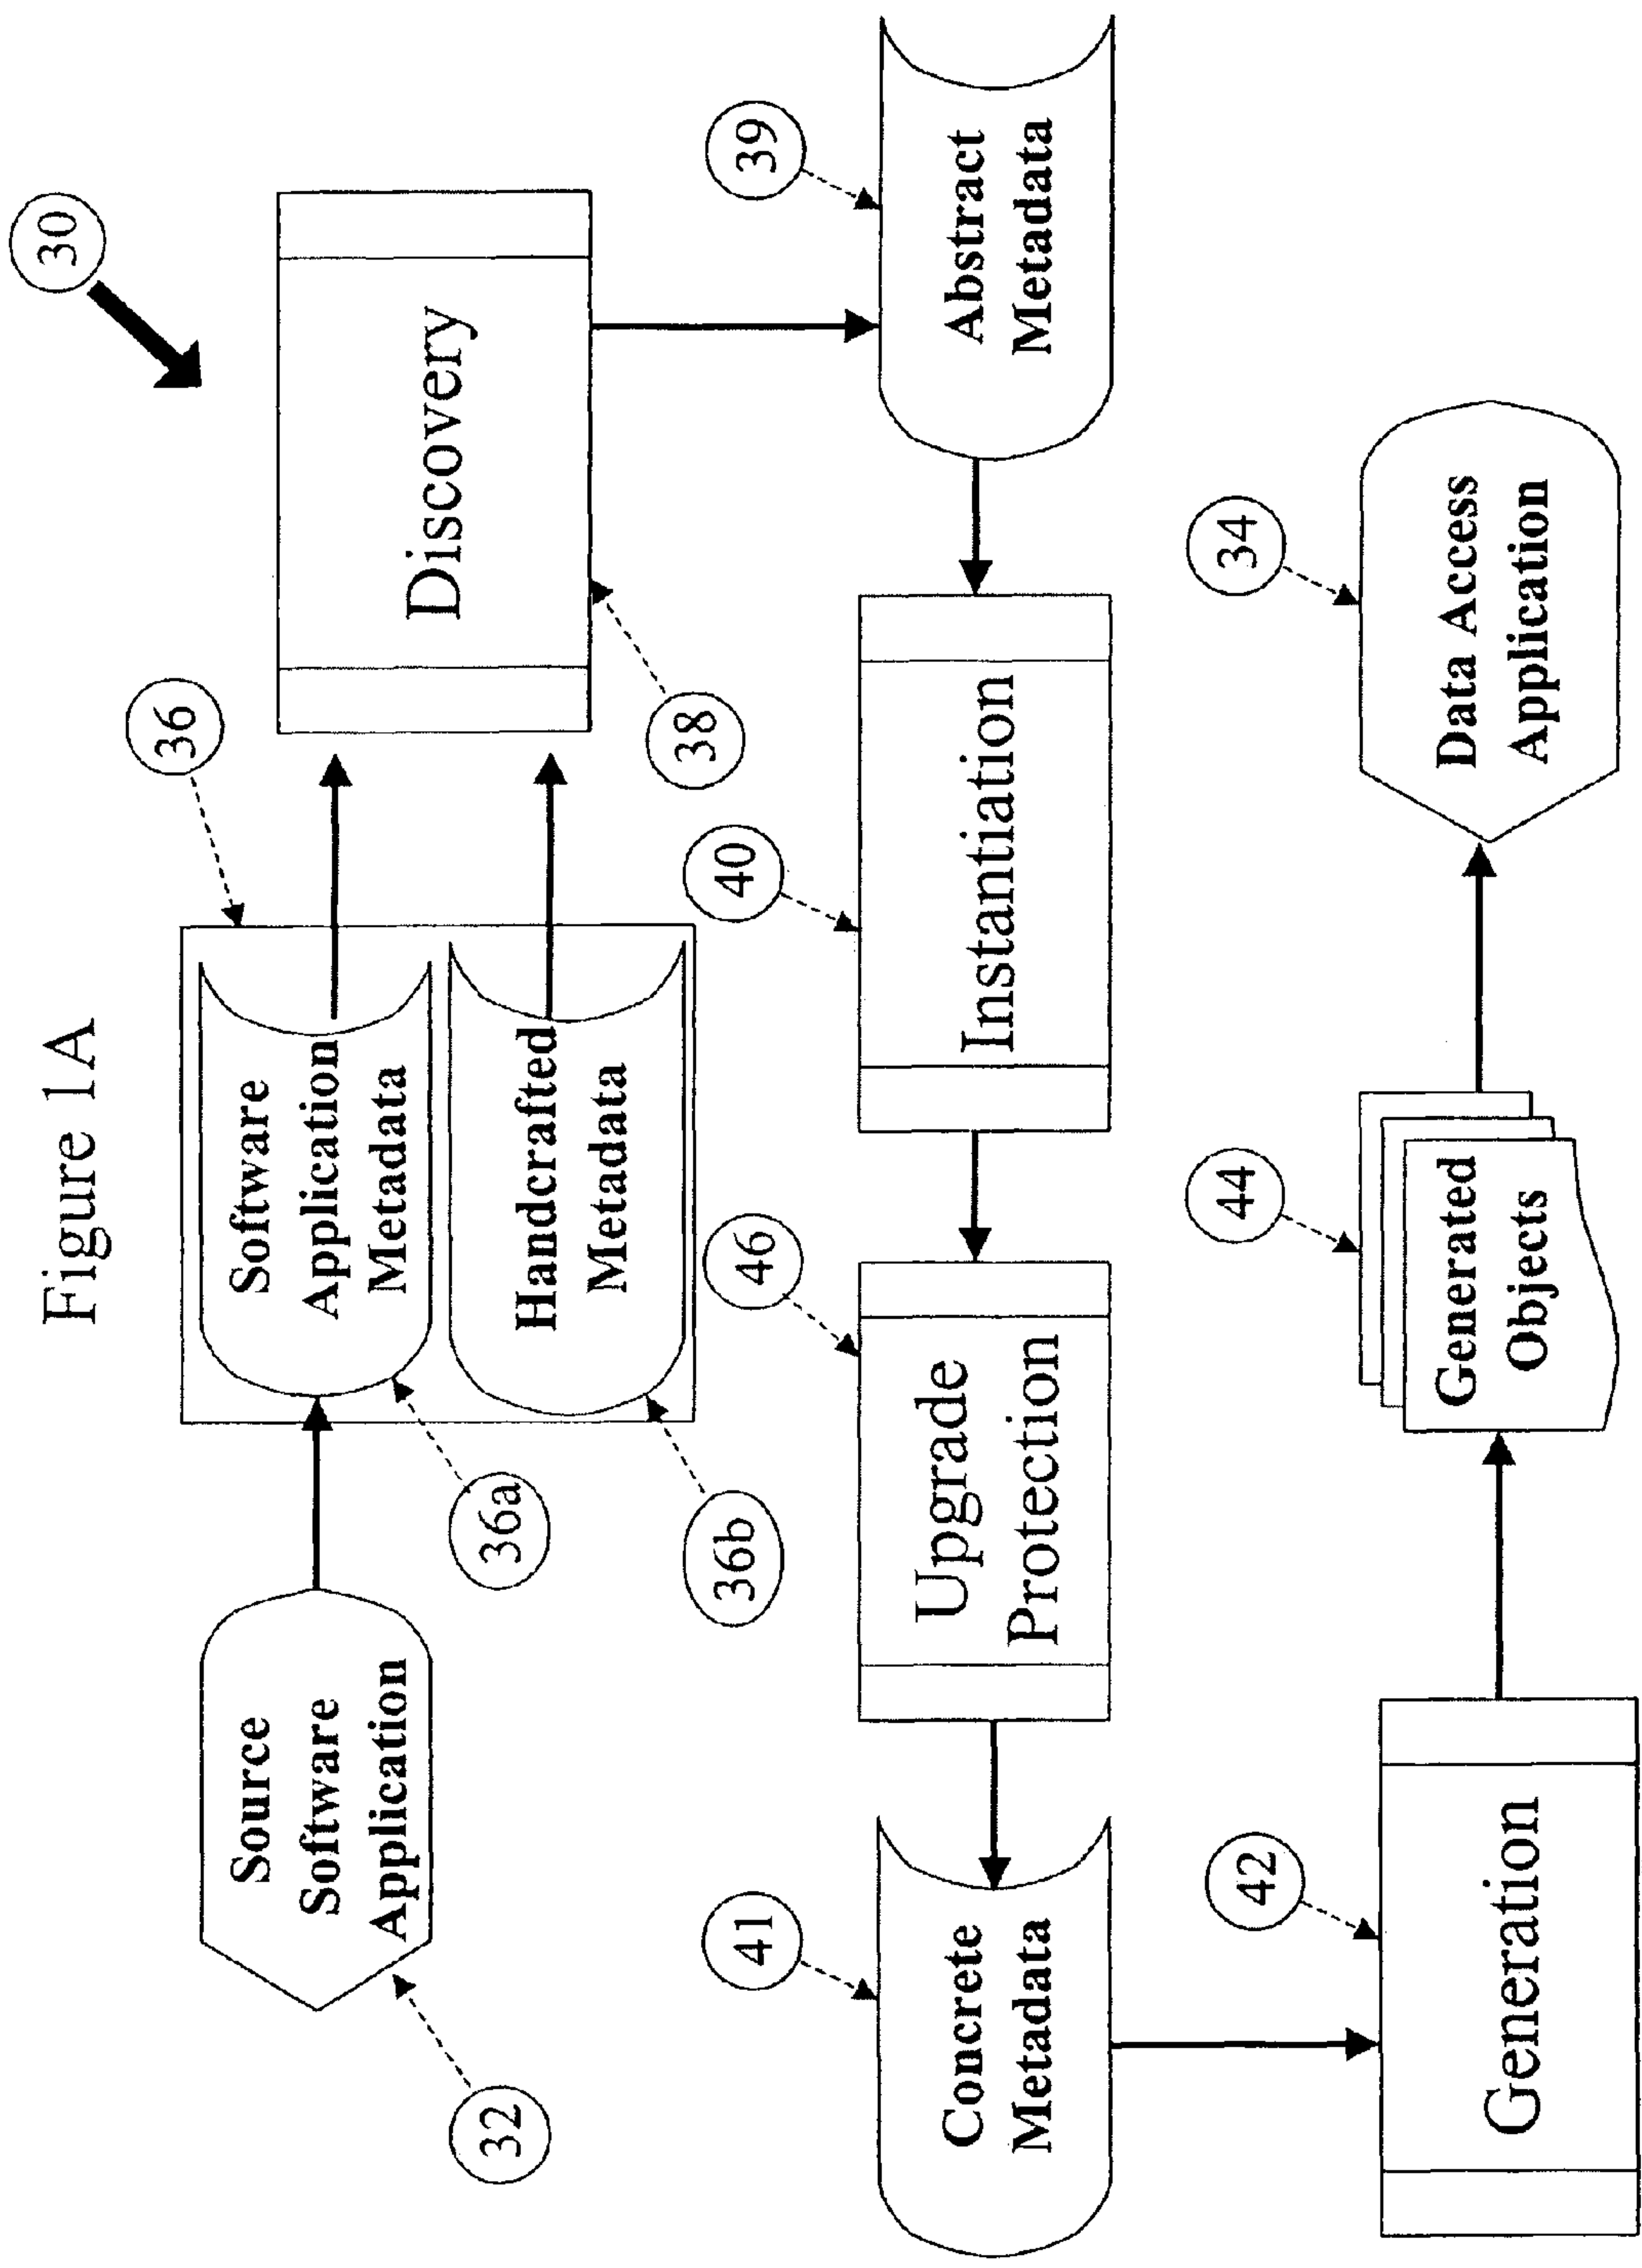 Figure 1A
30
36
Source
Software
Application
32
Software
Application
Metadata
36a
Handcrafted
Metadata
36b
Discovery
38
41
Concrete
Metadata
46
Upgrade
Protection
40
Instantiation
39
Abstract
Metadata
42
Generation
44
Generated
Objects
34
Data Access
Application